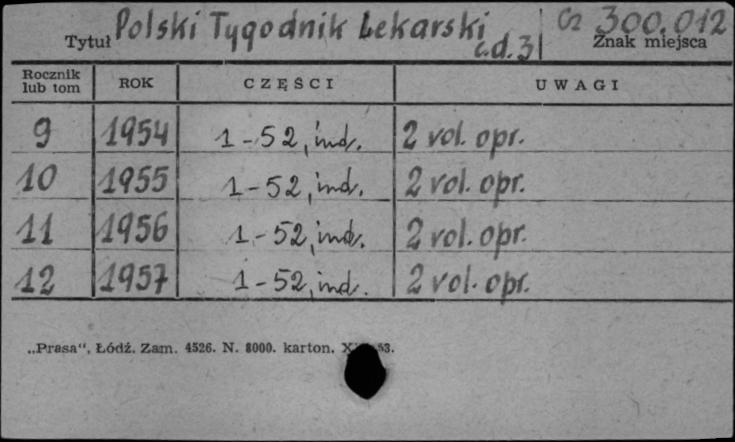 Tytuł Polski Tygodnik Lekarski c.d.3 Cz 300.012
Znak miejsca
Rocznik lub tom ROK CZĘŚCI UWAGI
9 1954 1-52, ind. 2 vol. opr.
10 1955 1-52, ind. 2 vol. opr.
11 1956 1-52, ind. 2 vol. opr.
12 1957 1-52, ind. 2 vol. opr.
„Prasa“, Łódź. Zam. 4526. N. 8000. karton. 53.